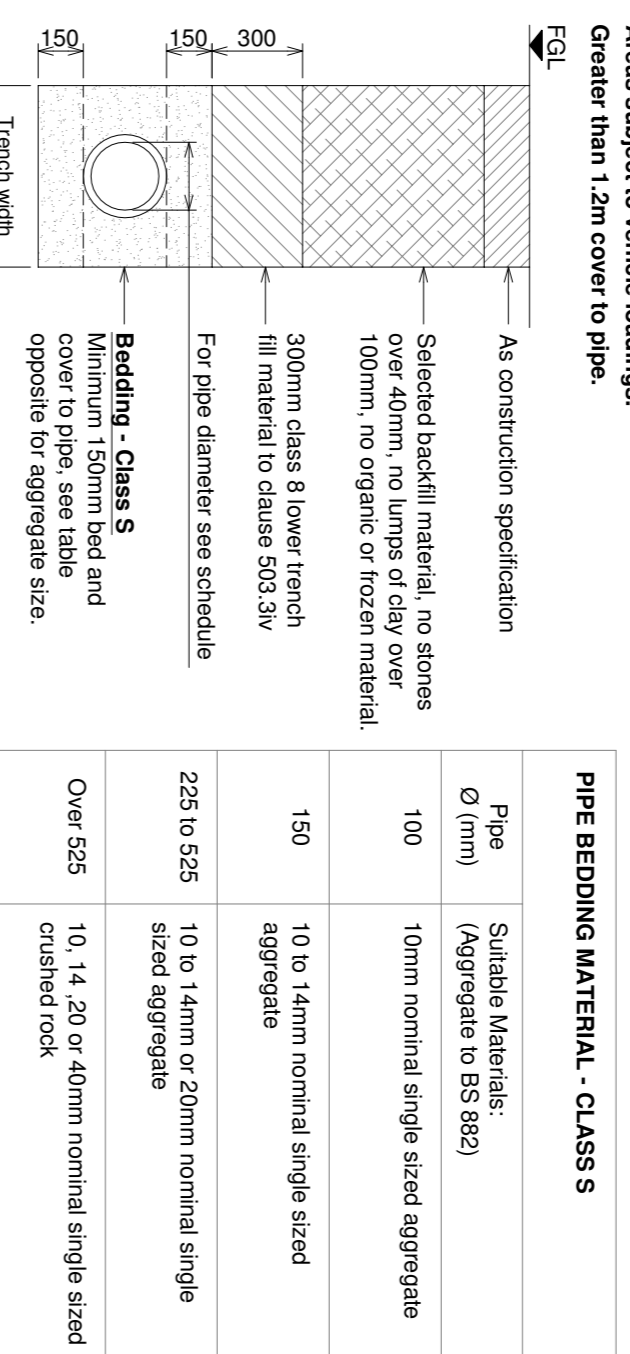 Areas subject to vehicle loadings.
Greater than 1.2m cover to pipe.
FGL
As construction specification
Selected backfill material, no stones
over 40mm, no lumps of clay over
100mm, no organic or frozen material.
300
300mm class 8 lower trench
fill material to clause 503.3iv
150
For pipe diameter see schedule
150
Bedding - Class S
Minimum 150mm bed and
cover to pipe, see table
opposite for aggregate size.
Trench width
PIPE BEDDING MATERIAL - CLASS S
Pipe
Ø (mm)
Suitable Materials:
(Aggregate to BS 882)
100
10mm nominal single sized aggregate
150
10 to 14mm nominal single sized
aggregate
225 to 525
10 to 14mm or 20mm nominal single
sized aggregate
Over 525
10, 14 ,20 or 40mm nominal single sized
crushed rock